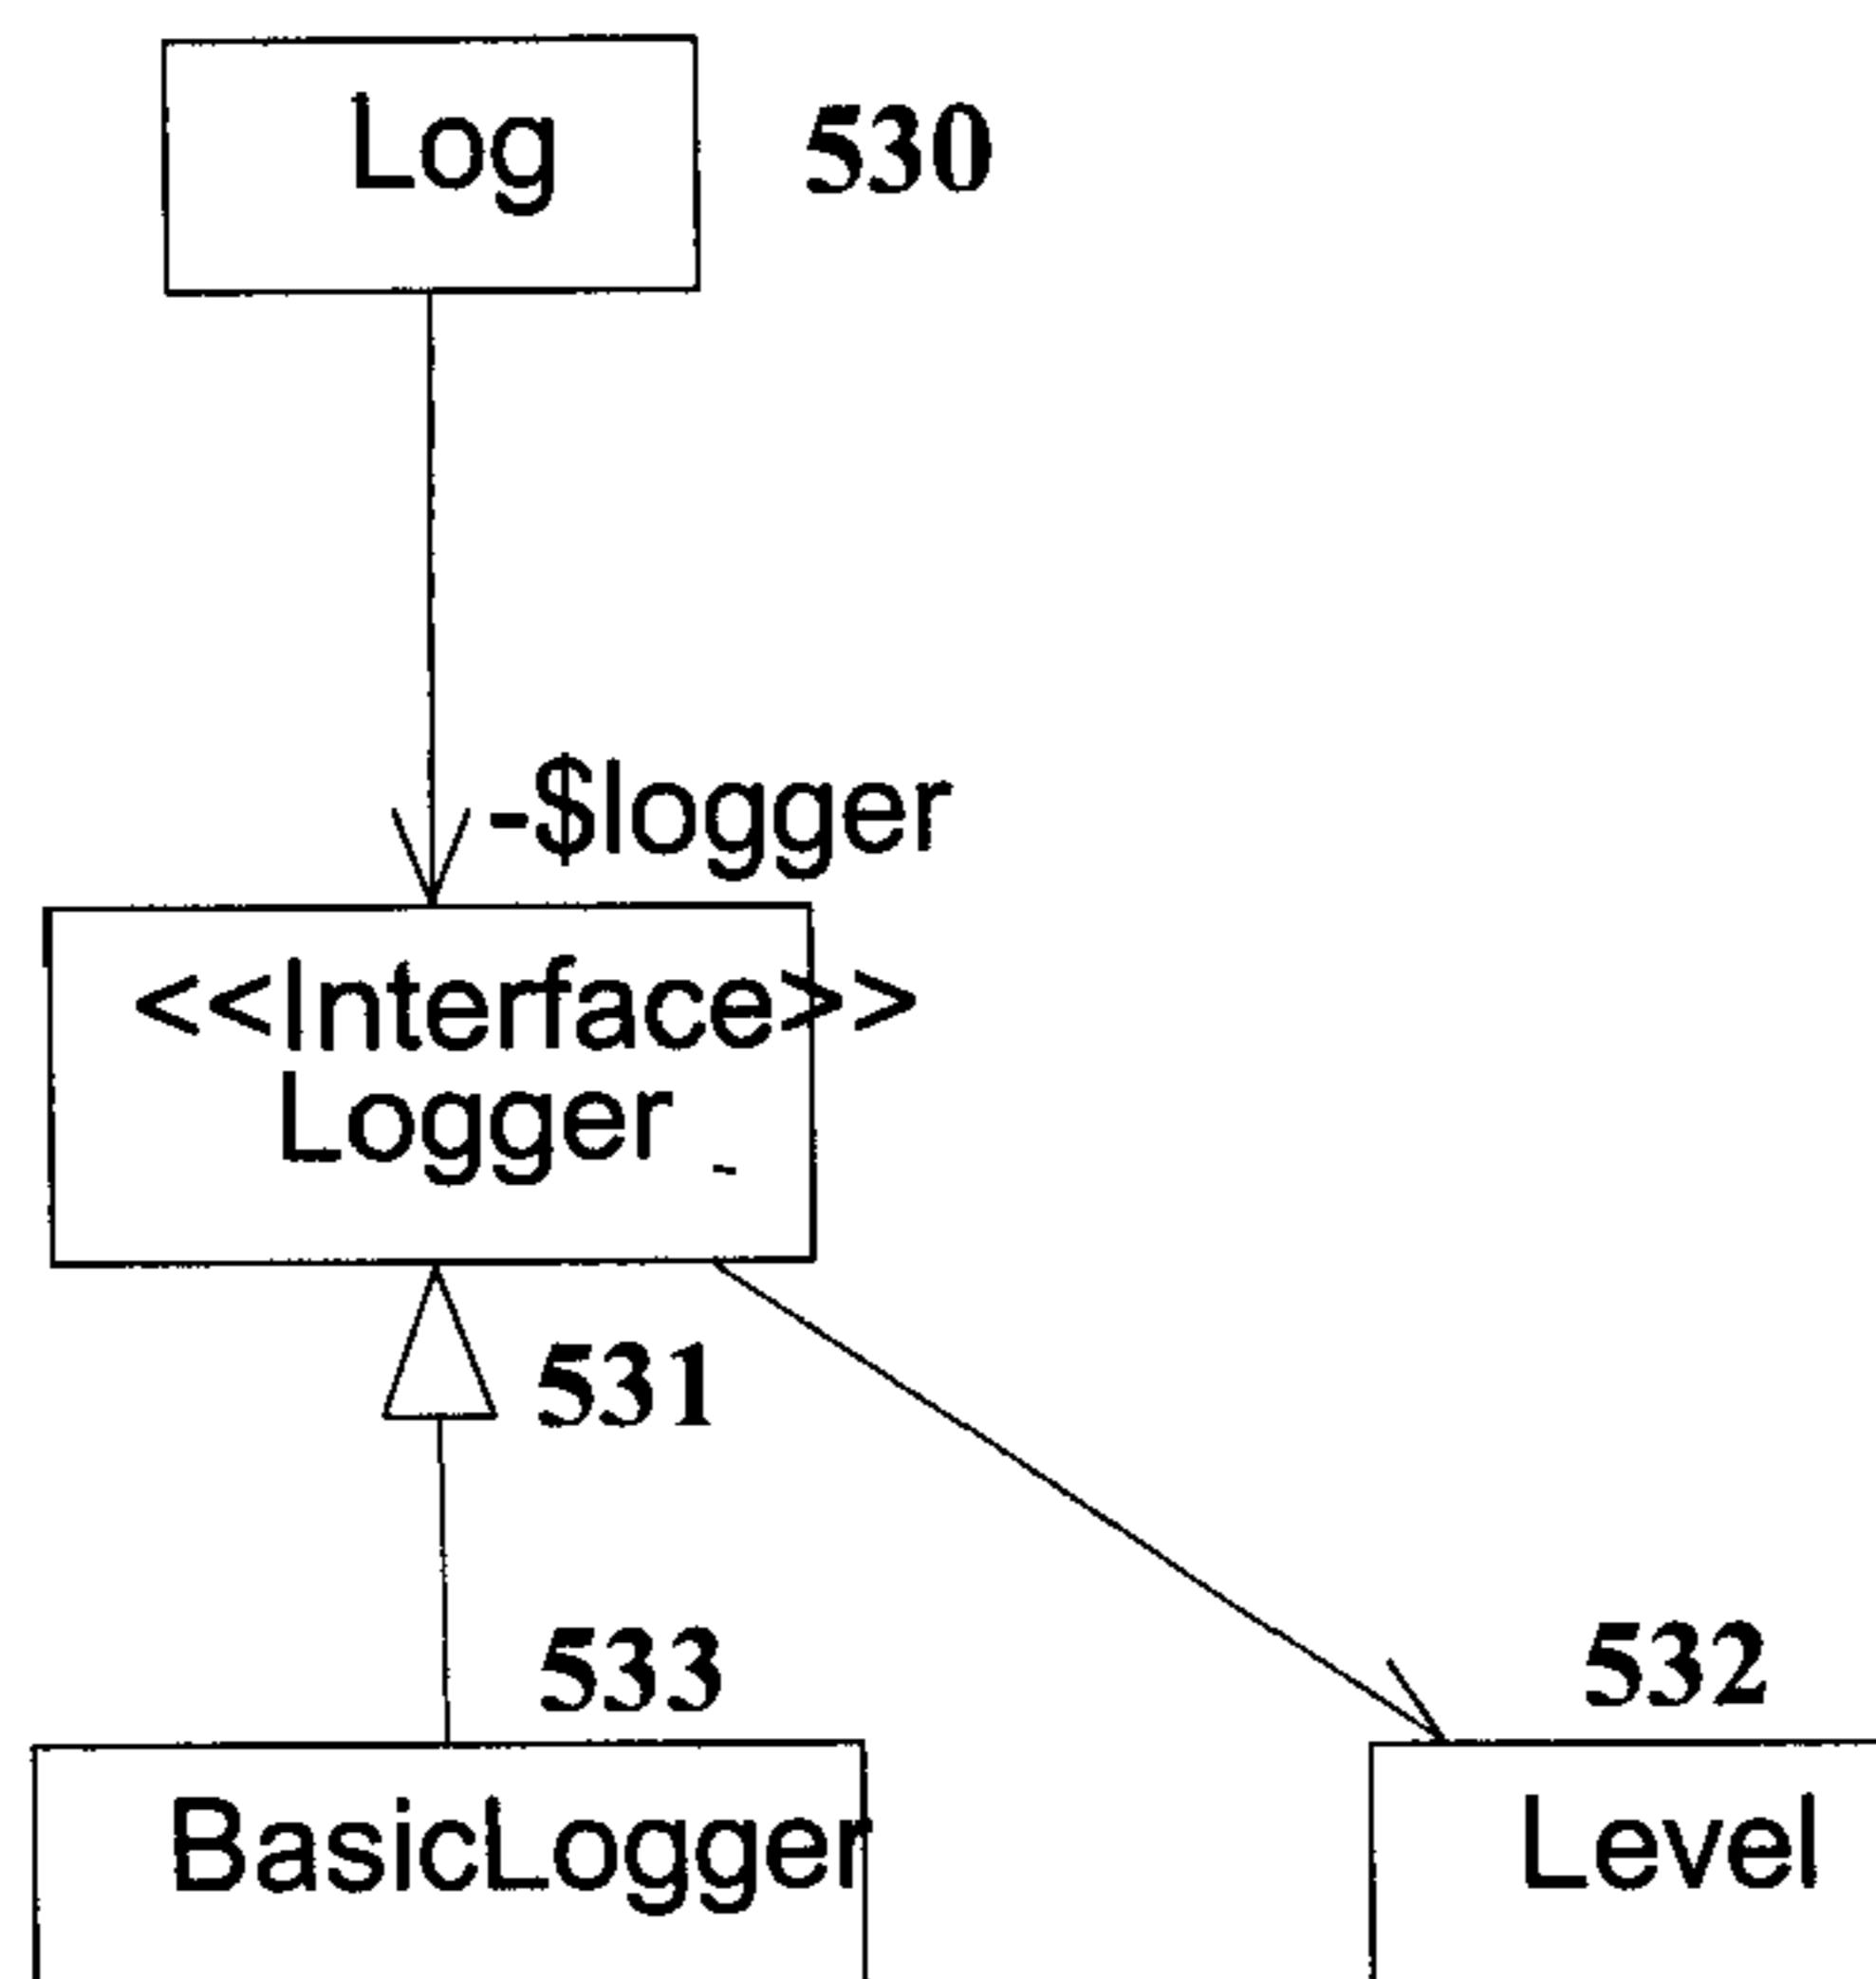 Log
530
-$logger
<<Interface>>
Logger
531
533
532
BasicLogger
Level